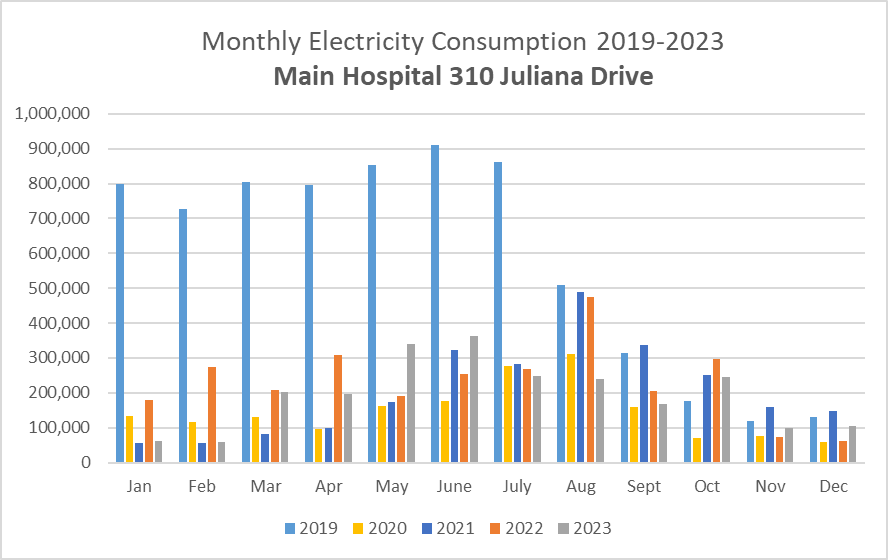 Monthly Electricity Consumption 2019-2023
Main Hospital 310 Juliana Drive
1,000,000
900,000
800,000
700,000
600,000
500,000
400,000
300,000
200,000
100,000
0
Jan Feb Mar Apr May June July Aug Sept Oct Nov Dec
2019 2020 2021 2022 2023